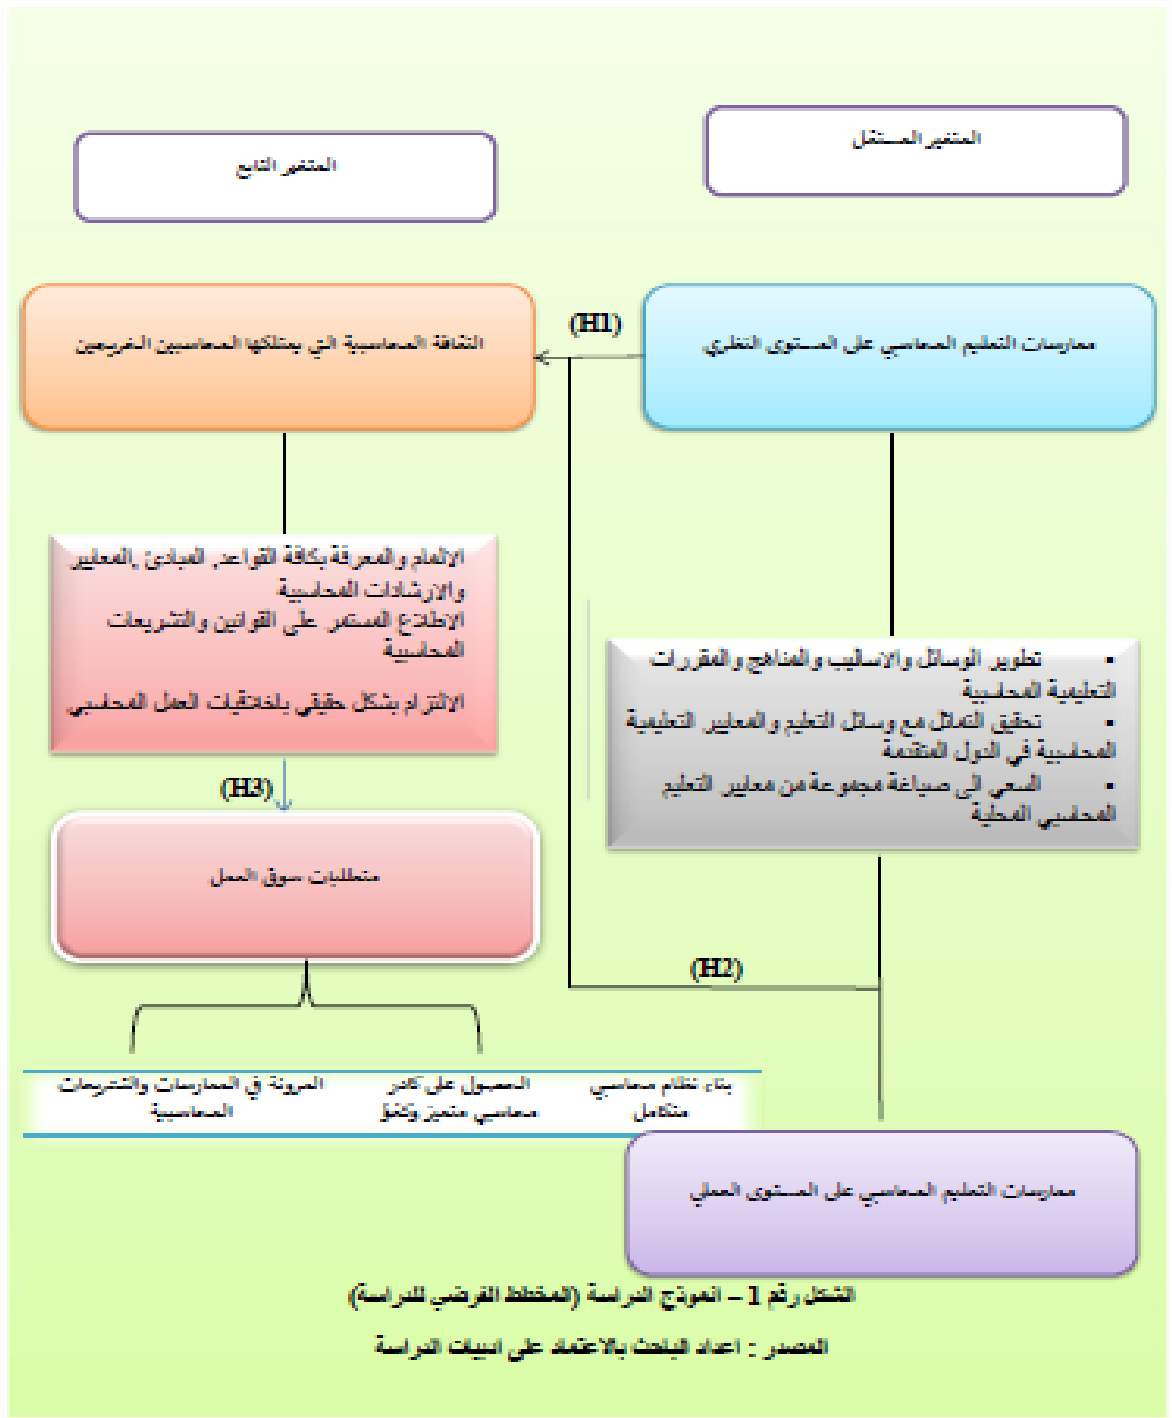 المتغير المستقل
المتغير التابع
ممارسات التعليم المحاسبي على المستوى النظري
(H1)
الثقافة المحاسبية التي يمتلكها المحاسبين الخريجين
الالمام والمعرفة بكافة القواعد, المبادئ ,المعايير
والارشادات المحاسبية
الاطلاع المستمر على القوانين والتشريعات
المحاسبية
الالتزام بشكل حقيقي باخلاقيات العمل المحاسبي
• تطوير الوسائل والاساليب والمناهج والمقررات
التعليمية المحاسبية
• تحقيق التماثل مع وسائل التعليم والمعايير التعليمية
المحاسبية في الدول المتقدمة
• السعي الى صياغة مجموعة من معايير التعليم
المحاسبي المحلية
(H3)
متطلبات سوق العمل
(H2)
بناء نظام محاسبي
متكامل
الحصول على كادر
محاسبي متميز وكفؤ
المرونة في الممارسات والتشريعات
المحاسبية
ممارسات التعليم المحاسبي على المستوى العملي
الشكل رقم 1 – انموذج الدراسة (المخطط الفرضي للدراسة)
المصدر : اعداد الباحث بالاعتماد على ادبيات الدراسة